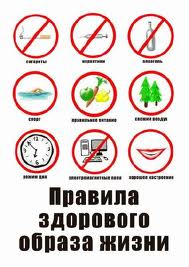 сигареты наркотики алкоголь
спорт правильное питание свежий воздух
режим дня электромагнитные поля хорошее настроение
Правила
здорового
образа жизни